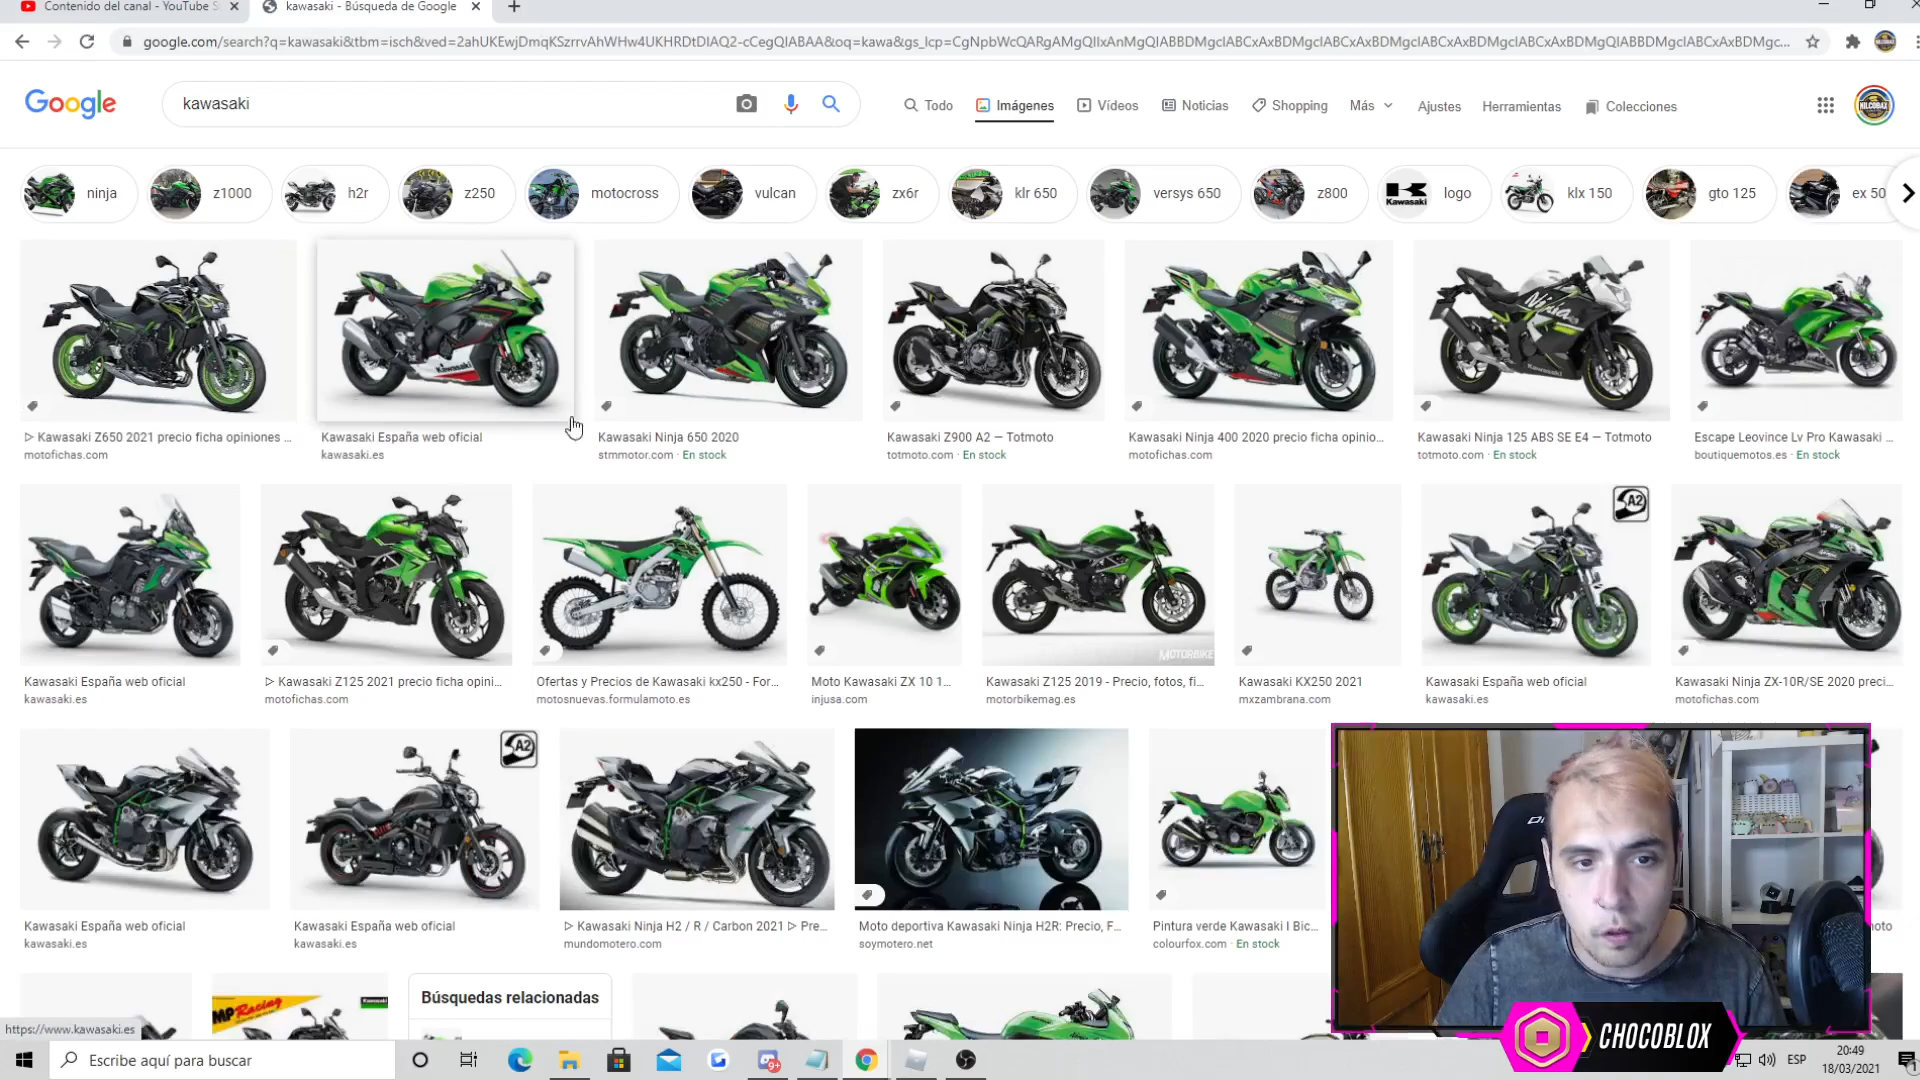 Contenido del canal - YouTube S
kawasaki - Búsqueda de Google
google.com/search?q=kawasaki&tbm=isch&ved=2ahUKEwjDmqKSzrrvAhWHw4UKHRDtDIAQ2-cCegQIABAA&oq=kawa&gs_lcp=CgNpbWcQARgAMgQIIxAnMgQIABBDMgcIABCxAxBDMgcIABCxAxBDMgcIABCxAxBDMgQIABBDMgcIABCxAxBDMgc...
Google
kawasaki
Todo
Imágenes
Vídeos
Noticias
Shopping
Más
Ajustes
Herramientas
Colecciones
ninja
z1000
h2r
z250
motocross
vulcan
zx6r
klr 650
versys 650
z800
Kawasaki
logo
klx 150
gto 125
ex 50
▷ Kawasaki Z650 2021 precio ficha opiniones ...
motofichas.com
Kawasaki España web oficial
kawasaki.es
Kawasaki Ninja 650 2020
stmmotor.com · En stock
Kawasaki Z900 A2 — Totmoto
totmoto.com · En stock
Kawasaki Ninja 400 2020 precio ficha opinio...
motofichas.com
Kawasaki Ninja 125 ABS SE E4 — Totmoto
totmoto.com · En stock
Escape Leovince Lv Pro Kawasaki ...
boutiquemotos.es · En stock
A2
MOTORBIKE
Kawasaki España web oficial
kawasaki.es
▷ Kawasaki Z125 2021 precio ficha opini...
motofichas.com
Ofertas y Precios de Kawasaki kx250 - For...
motosnuevas.formulamoto.es
Moto Kawasaki ZX 10 1...
injusa.com
Kawasaki Z125 2019 - Precio, fotos, fi...
motorbikemag.es
Kawasaki KX250 2021
mxzambrana.com
Kawasaki España web oficial
kawasaki.es
Kawasaki Ninja ZX-10R/SE 2020 preci...
motofichas.com
A2
Kawasaki España web oficial
kawasaki.es
Kawasaki España web oficial
kawasaki.es
▷ Kawasaki Ninja H2 / R / Carbon 2021 ▷ Pre...
mundomotero.com
Moto deportiva Kawasaki Ninja H2R: Precio, F...
soymotero.net
Pintura verde Kawasaki I Bic...
colourfox.com · En stock
oto
MP Racing
Kawasaki
Búsquedas relacionadas
https://www.kawasaki.es
CHOCOBLOX
Escribe aquí para buscar
ESP
20:49
18/03/2021